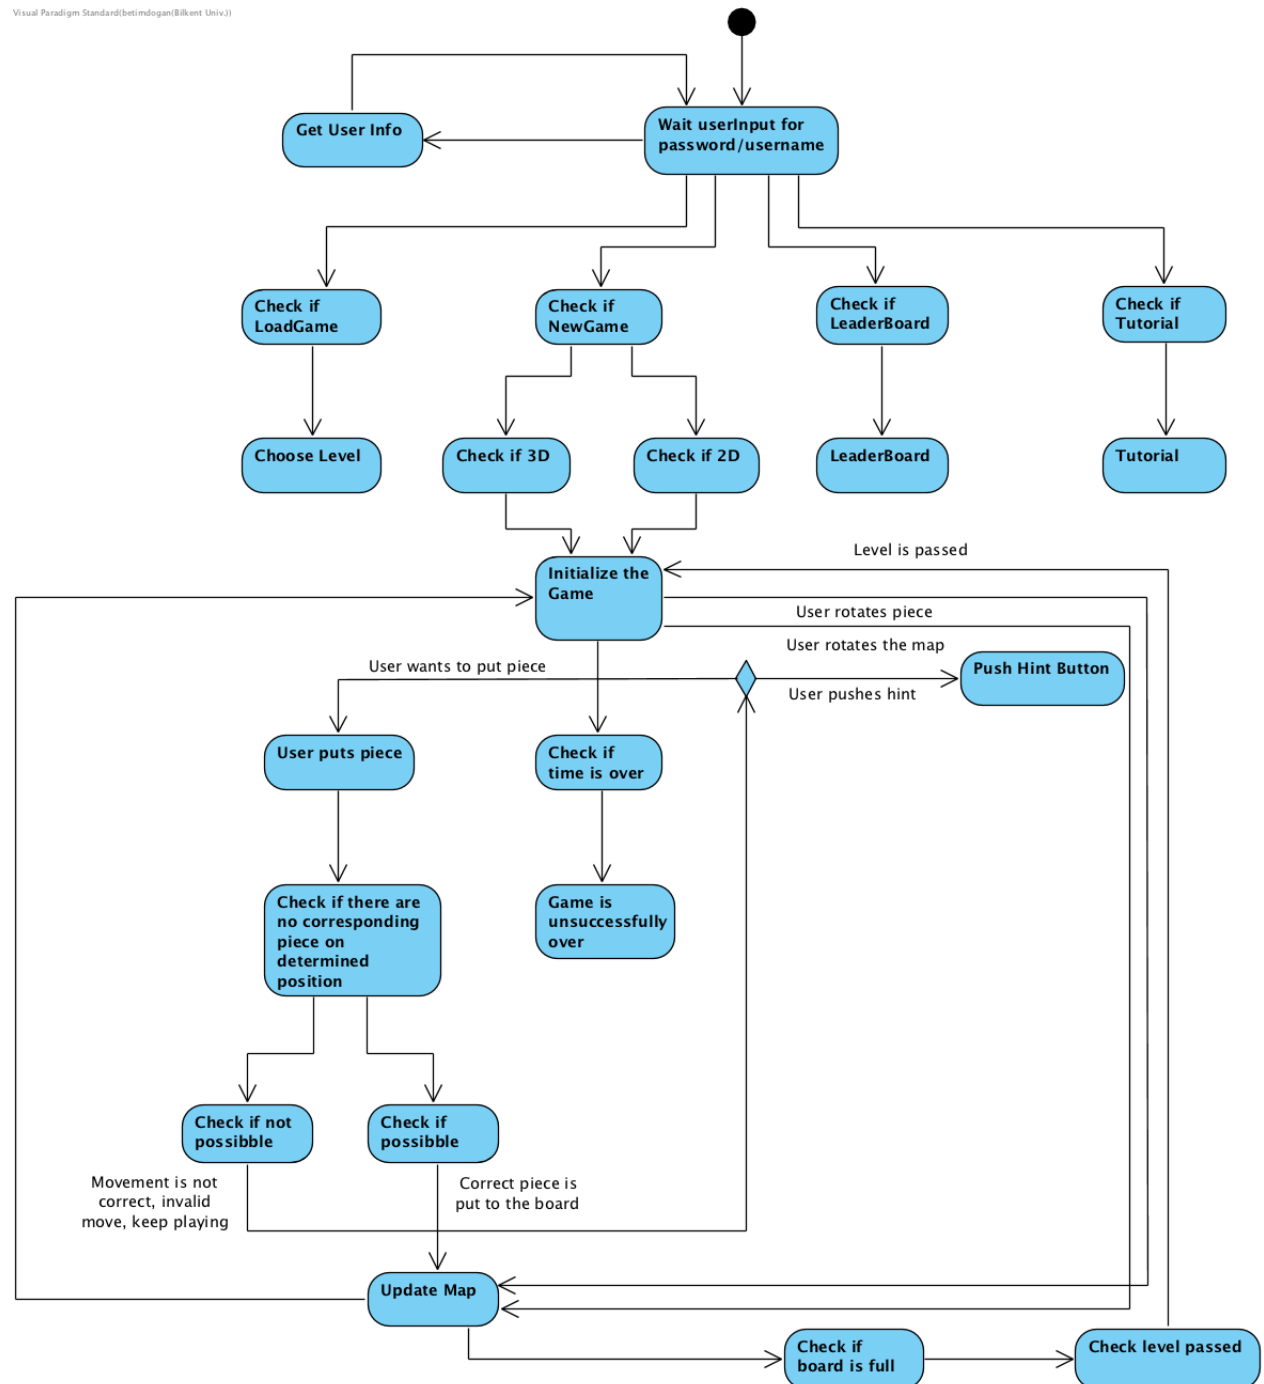 Visual Paradigm Standard(betimdogan(Bilkent Univ.))
Get User Info
Wait userInput for
password/username
Check if
LoadGame
Check if
NewGame
Check if
LeaderBoard
Check if
Tutorial
Choose Level
Check if 3D
Check if 2D
LeaderBoard
Tutorial
Level is passed
Initialize the
Game
User rotates piece
User rotates the map
User wants to put piece
Push Hint Button
User pushes hint
User puts piece
Check if
time is over
Check if there are
no corresponding
piece on
determined
position
Game is
unsuccessfully
over
Check if not
possibble
Check if
possibble
Movement is not
correct, invalid
move, keep playing
Correct piece is
put to the board
Update Map
Check if
board is full
Check level passed